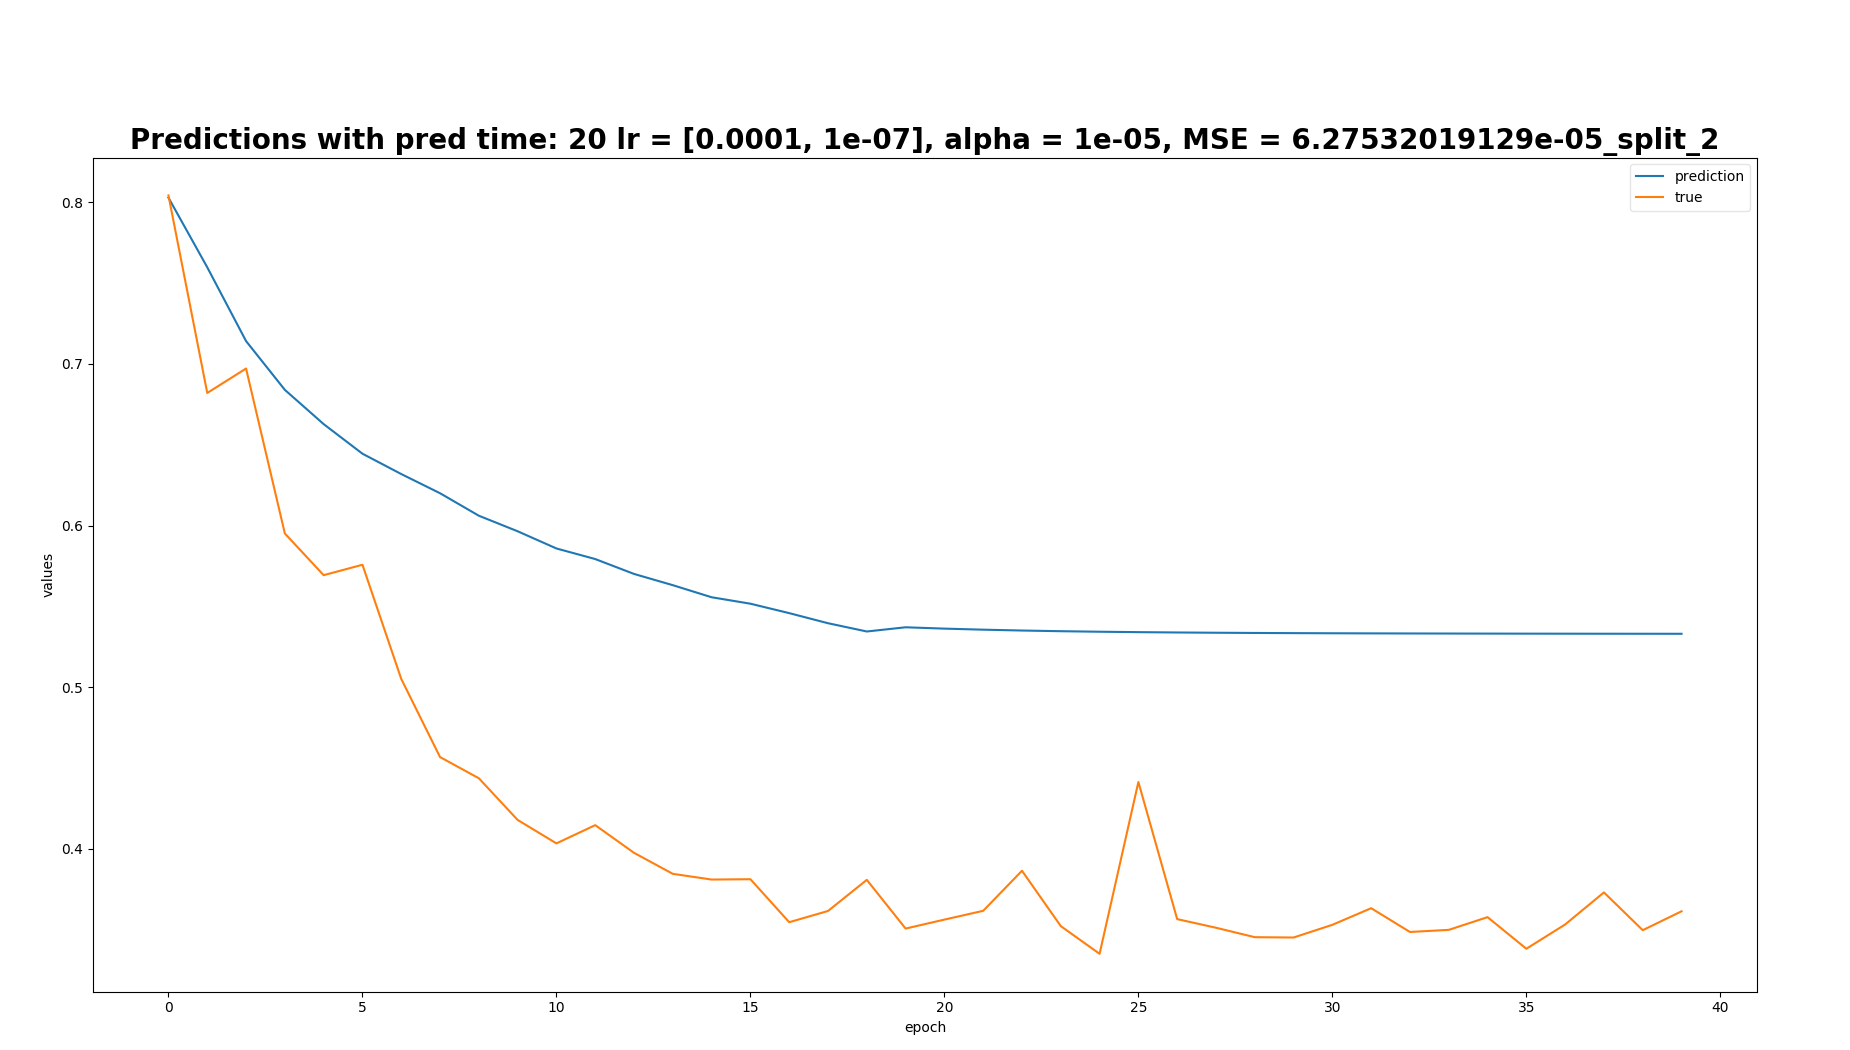 Predictions with pred time: 20 lr = [0.0001, 1e-07], alpha = 1e-05, MSE = 6.27532019129e-05_split_2
prediction
true
0.8
0.7
0.6
0.5
0.4
values
0 5 10 15 20 25 30 35 40
epoch